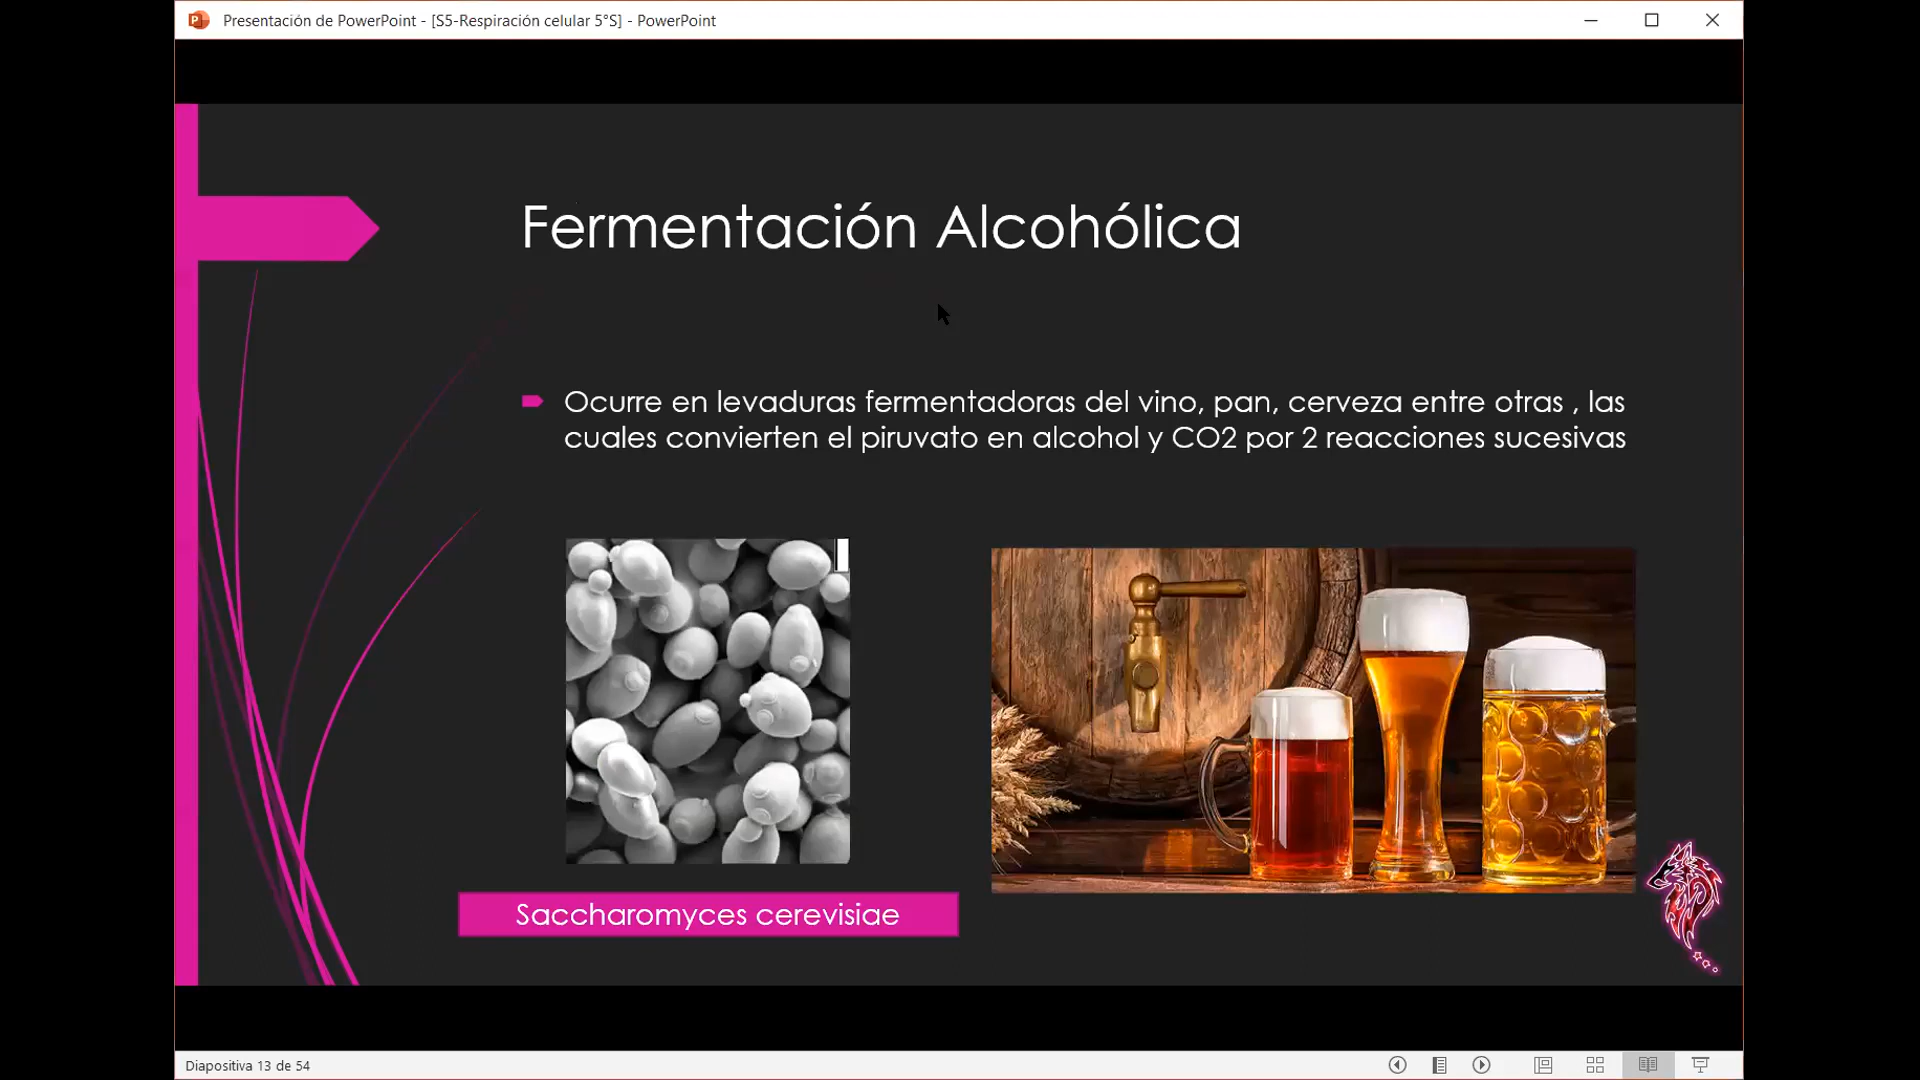 Presentación de PowerPoint - [S5-Respiración celular 5°S] - PowerPoint
Fermentación Alcohólica
Ocurre en levaduras fermentadoras del vino, pan, cerveza entre otras , las
cuales convierten el piruvato en alcohol y CO2 por 2 reacciones sucesivas
Saccharomyces cerevisiae
Diapositiva 13 de 54